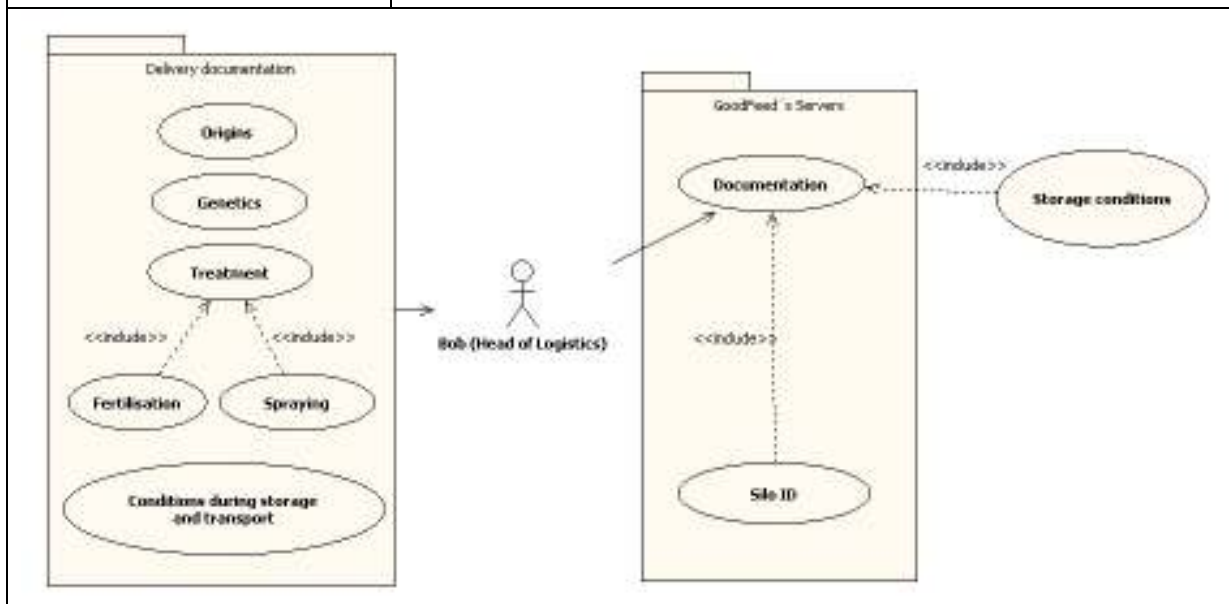 Delivery documentation
Origins
Genetics
Treatment
<<include>>
<<include>>
Fertilisation
Spraying
Conditions during storage
and transport
Bob (Head of Logistics)
GoodFeed´s Servers
Documentation
<<include>>
Storage conditions
<<include>>
Silo ID